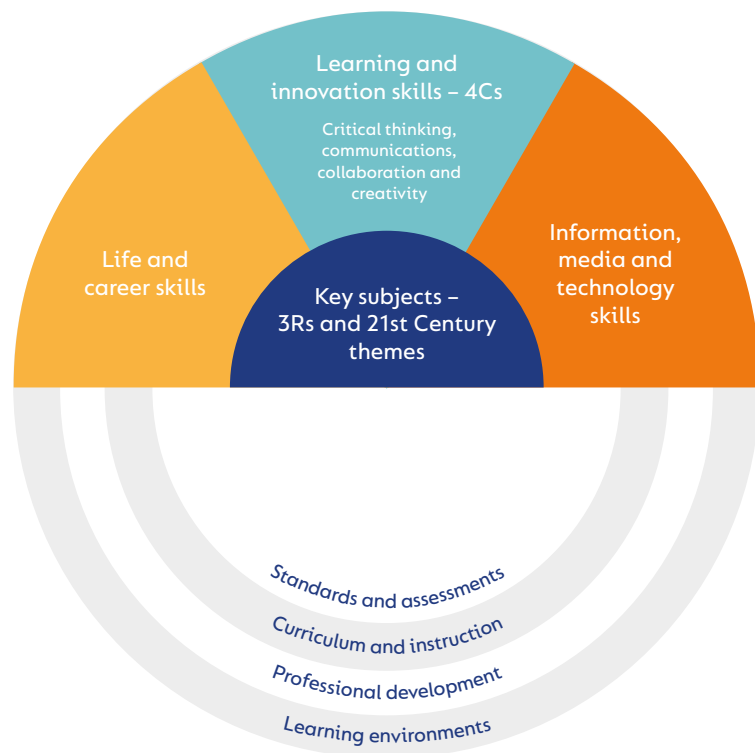 Learning and
innovation skills – 4Cs
Critical thinking,
communications,
collaboration and
creativity
Life and
career skills
Information,
media and
technology
skills
Key subjects –
3Rs and 21st Century
themes
Standards and assessments
Curriculum and instruction
Professional development
Learning environments